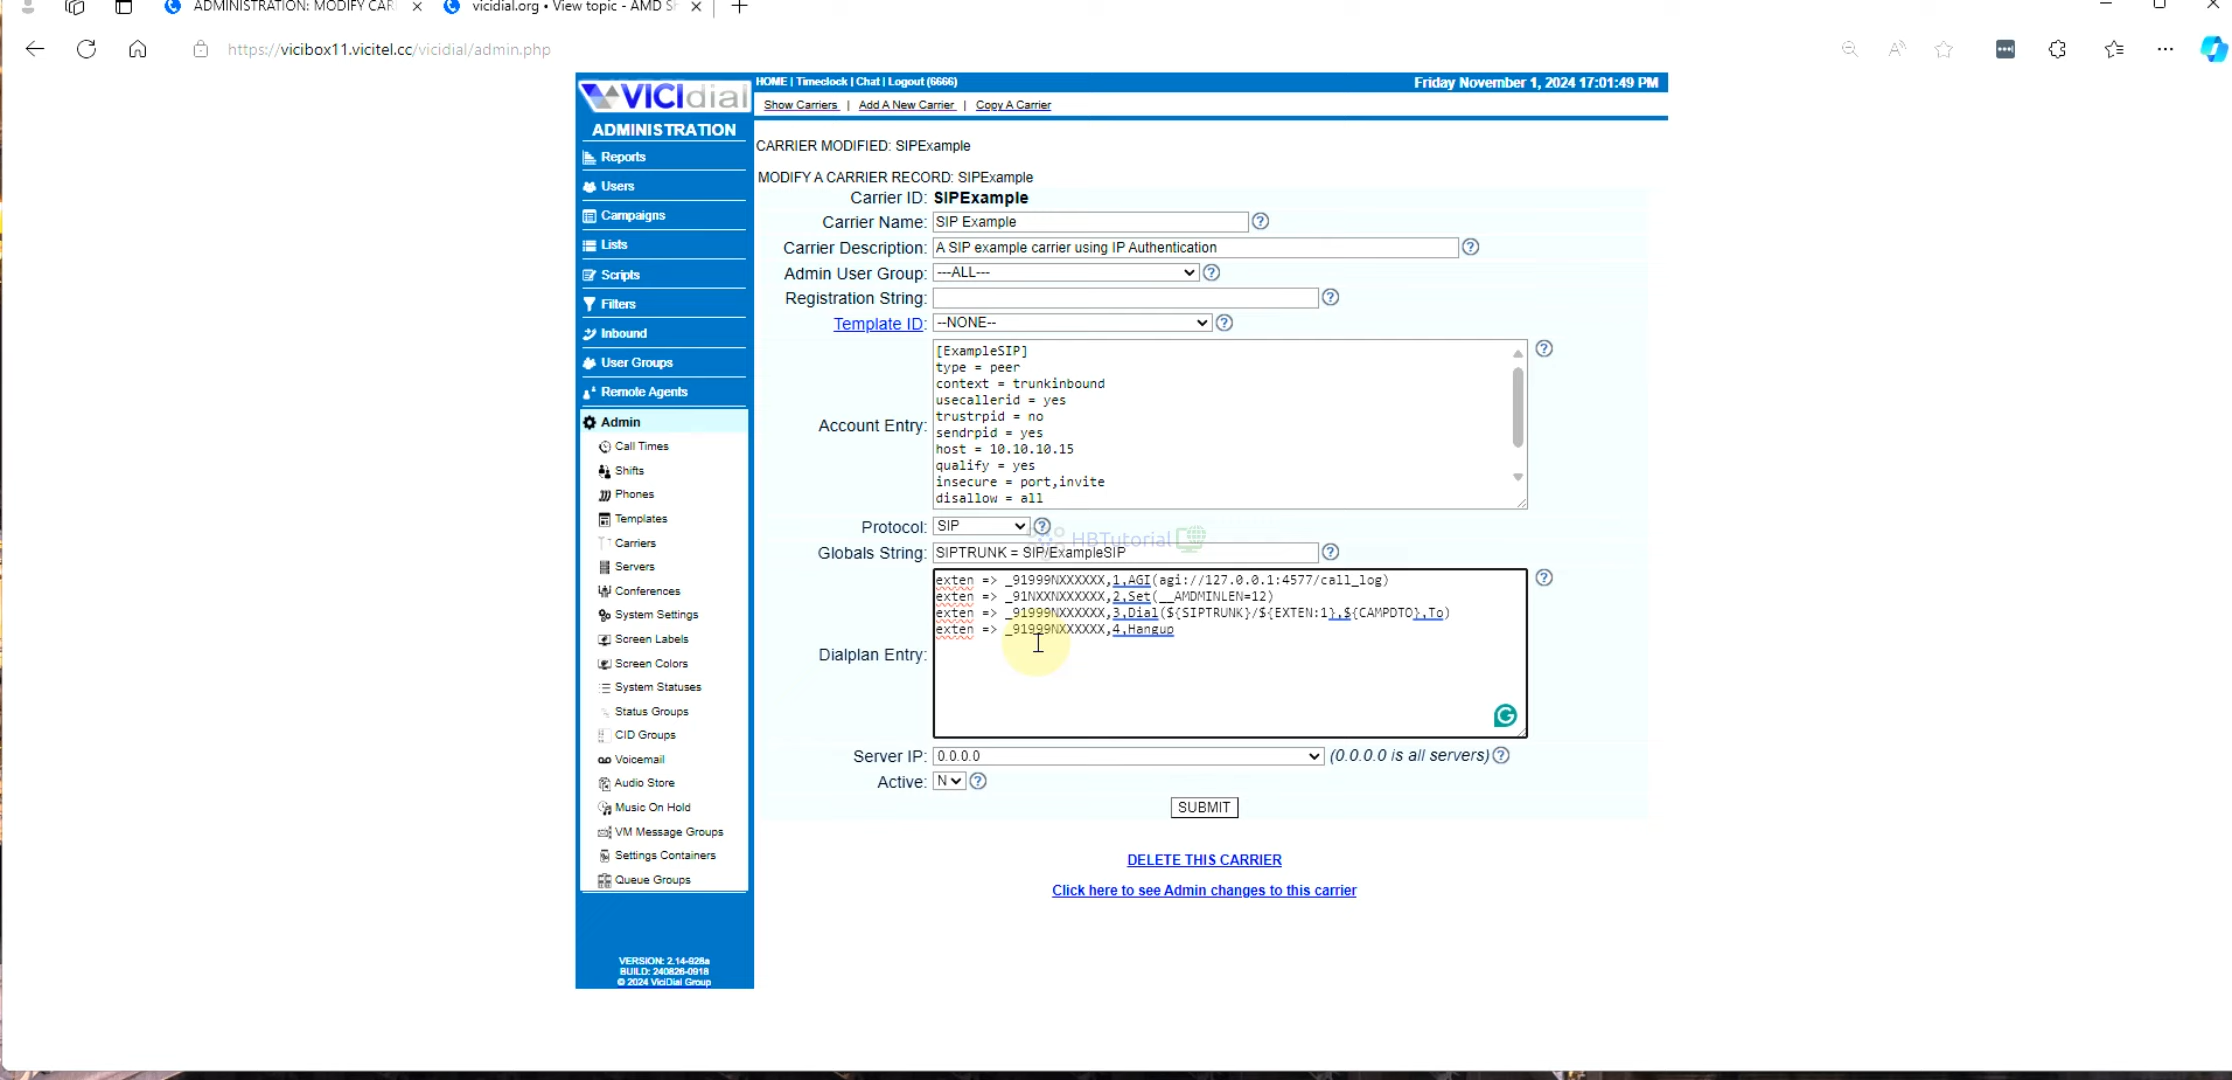 ADMINISTRATION: MODIFY CAR
vicidial.org • View topic - AMD S
https://vicibox11.vicitel.cc/vicidial/admin.php
VICIdial
HOME | Timeclock | Chat | Logout (6666)
Friday November 1, 2024 17:01:49 PM
Show Carriers | Add A New Carrier | Copy A Carrier
ADMINISTRATION
Reports
Users
Campaigns
Lists
Scripts
Filters
Inbound
User Groups
Remote Agents
Admin
Call Times
Shifts
Phones
Templates
Carriers
Servers
Conferences
System Settings
Screen Labels
Screen Colors
System Statuses
Status Groups
CID Groups
Voicemail
Audio Store
Music On Hold
VM Message Groups
Settings Containers
Queue Groups
VERSION: 2.14-928a
BUILD: 240826-0918
© 2024 ViciDial Group
CARRIER MODIFIED: SIPExample
MODIFY A CARRIER RECORD: SIPExample
Carrier ID: SIPExample
Carrier Name: SIP Example
Carrier Description: A SIP example carrier using IP Authentication
Admin User Group: ---ALL---
Registration String:
Template ID: --NONE--
Account Entry:
[ExampleSIP]
type = peer
context = trunkinbound
usecallerid = yes
trustrpid = no
sendrpid = yes
host = 10.10.10.15
qualify = yes
insecure = port,invite
disallow = all
Protocol: SIP
HBTutorial
Globals String: SIPTRUNK = SIP/ExampleSIP
Dialplan Entry:
exten => _91999NXXXXXX,1,AGI(agi://127.0.0.1:4577/call_log)
exten => _91NXXNXXXXXX,2,Set(__AMDMINLEN=12)
exten => _91999NXXXXXX,3,Dial(${SIPTRUNK}/${EXTEN:1},${CAMPDTO},To)
exten => _91999NXXXXXX,4,Hangup
Server IP: 0.0.0.0 (0.0.0.0 is all servers)
Active: N
SUBMIT
DELETE THIS CARRIER
Click here to see Admin changes to this carrier